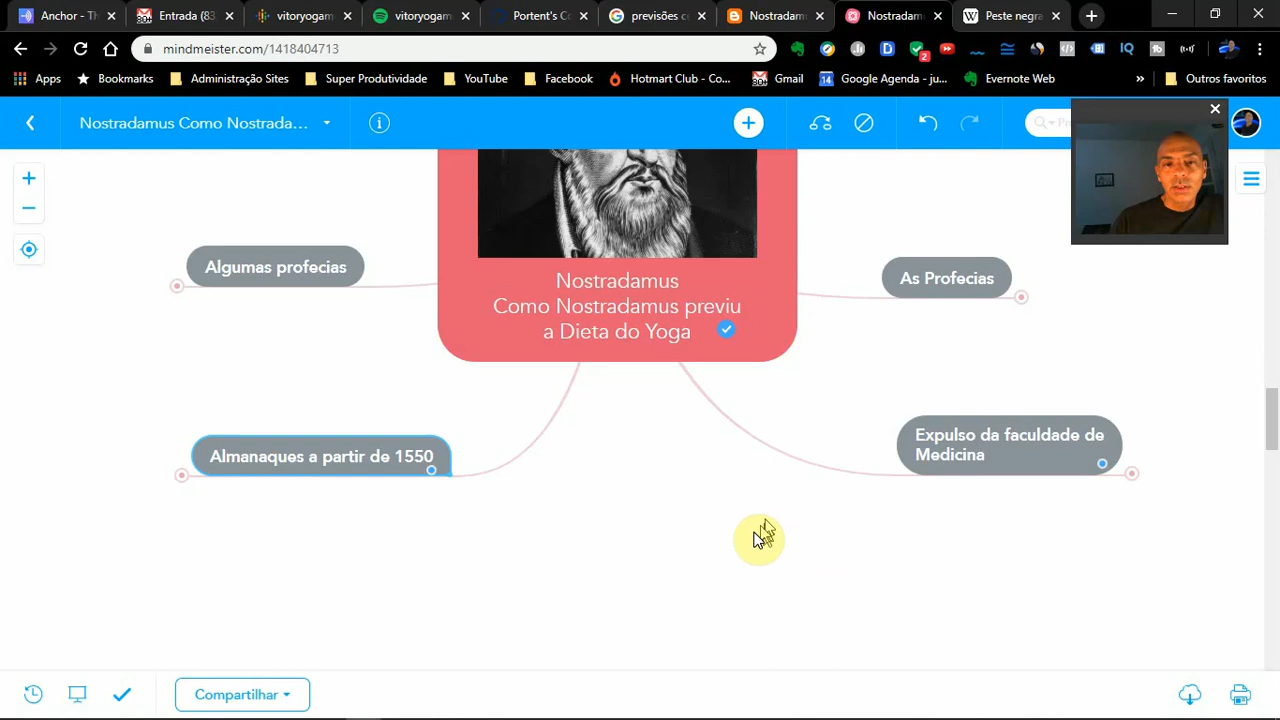 Anchor - Th
Entrada (83
vitoryogam
vitoryogam
Portent's Co
previsões c
Nostradam
Nostradam
Peste negra
mindmeister.com/1418404713
2
Apps
Bookmarks
Administração Sites
Super Produtividade
YouTube
Facebook
Hotmart Club - Co...
Gmail
Google Agenda - ju...
Evernote Web
»
Outros favoritos
Nostradamus Como Nostrada...
Algumas profecias
As Profecias
Nostradamus
Como Nostradamus previu
a Dieta do Yoga
Almanaques a partir de 1550
Expulso da faculdade de
Medicina
Compartilhar